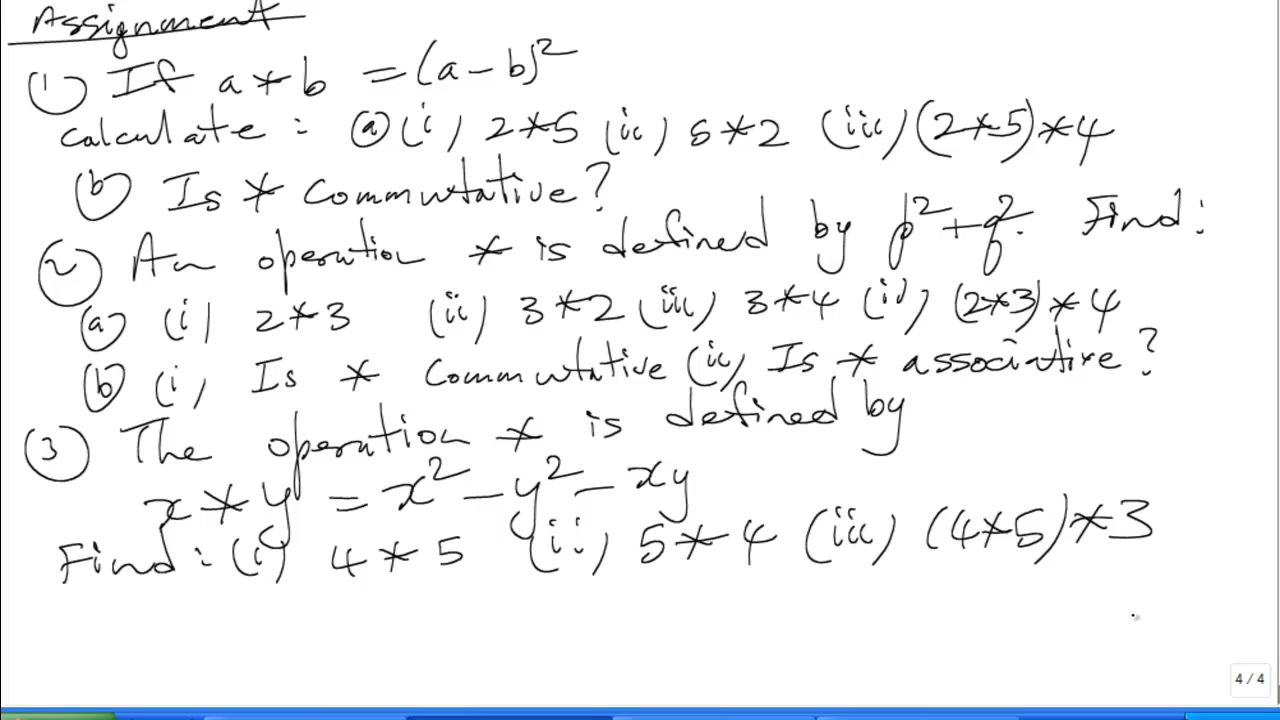 Assignment
(1) If a * b = (a - b)²
Calculate: (a) (i) 2*5 (ii) 5*2 (iii) (2*5)*4
(b) Is * Commutative?
(2) An operation * is defined by p²+q². Find:
(a) (i) 2*3 (ii) 3*2 (iii) 3*4 (iv) (2*3)*4
(b) (i) Is * Commutative (ii) Is * associative?
(3) The operation * is defined by
x * y = x² - y² - xy
Find: (i) 4 * 5 (ii) 5 * 4 (iii) (4*5)*3
4 / 4